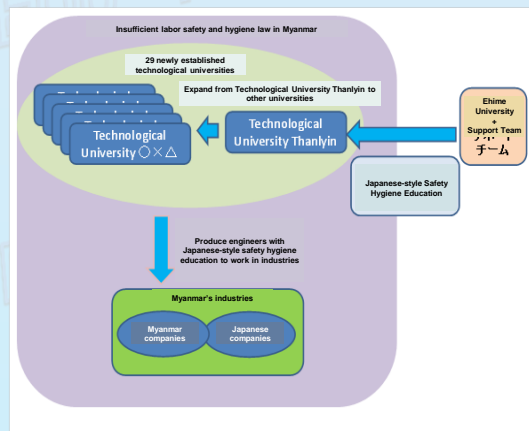 Insufficient labor safety and hygiene law in Myanmar
29 newly established
technological universities
Expand from Technological University Thanlyin to
other universities
Technological
University ○×△
Technological
University Thanlyin
Ehime
University
+
Support Team
チーム
Japanese-style Safety
Hygiene Education
Produce engineers with
Japanese-style safety hygiene
education to work in industries
Myanmar's industries
Myanmar
companies
Japanese
companies